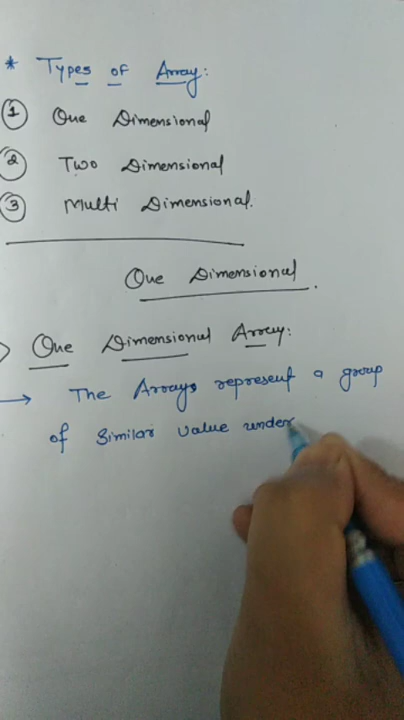 * Types of Array:
① One Dimensional
② Two Dimensional
③ Multi Dimensional.
One Dimensional.
One Dimensional Array:
→ The Arrays represent a group
of Similar Value under